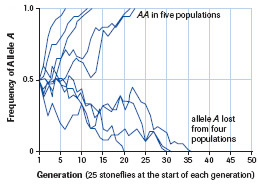 1.0
AA in five populations
Frequency of Allele A
0.5
allele A lost
from four
populations
0
1 5 10 15 20 25 30 35 40 45 50
Generation (25 stoneflies at the start of each generation)